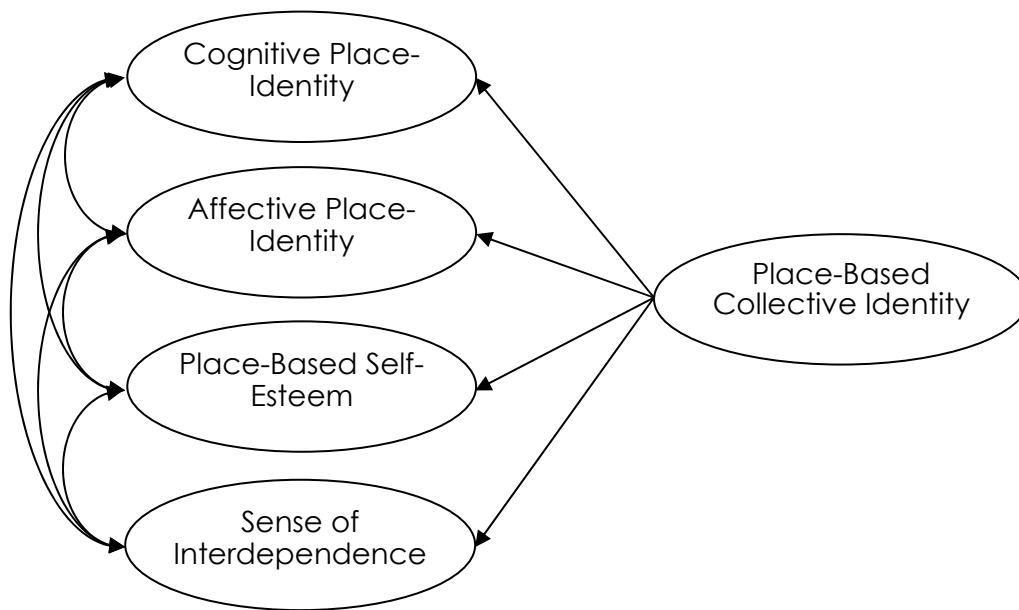 Cognitive Place-
Identity
Affective Place-
Identity
Place-Based
Collective Identity
Place-Based Self-
Esteem
Sense of
Interdependence